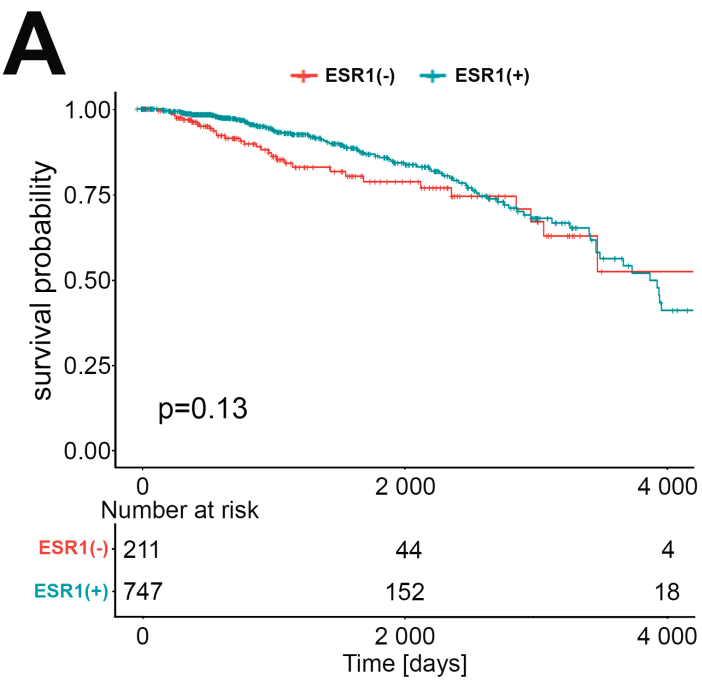 A
ESR1(-) ESR1(+)
survival probability
1.00
0.75
0.50
0.25
0.00
p=0.13
0 2 000 4 000
Number at risk
ESR1(-) 211 44 4
ESR1(+) 747 152 18
0 2 000 4 000
Time [days]